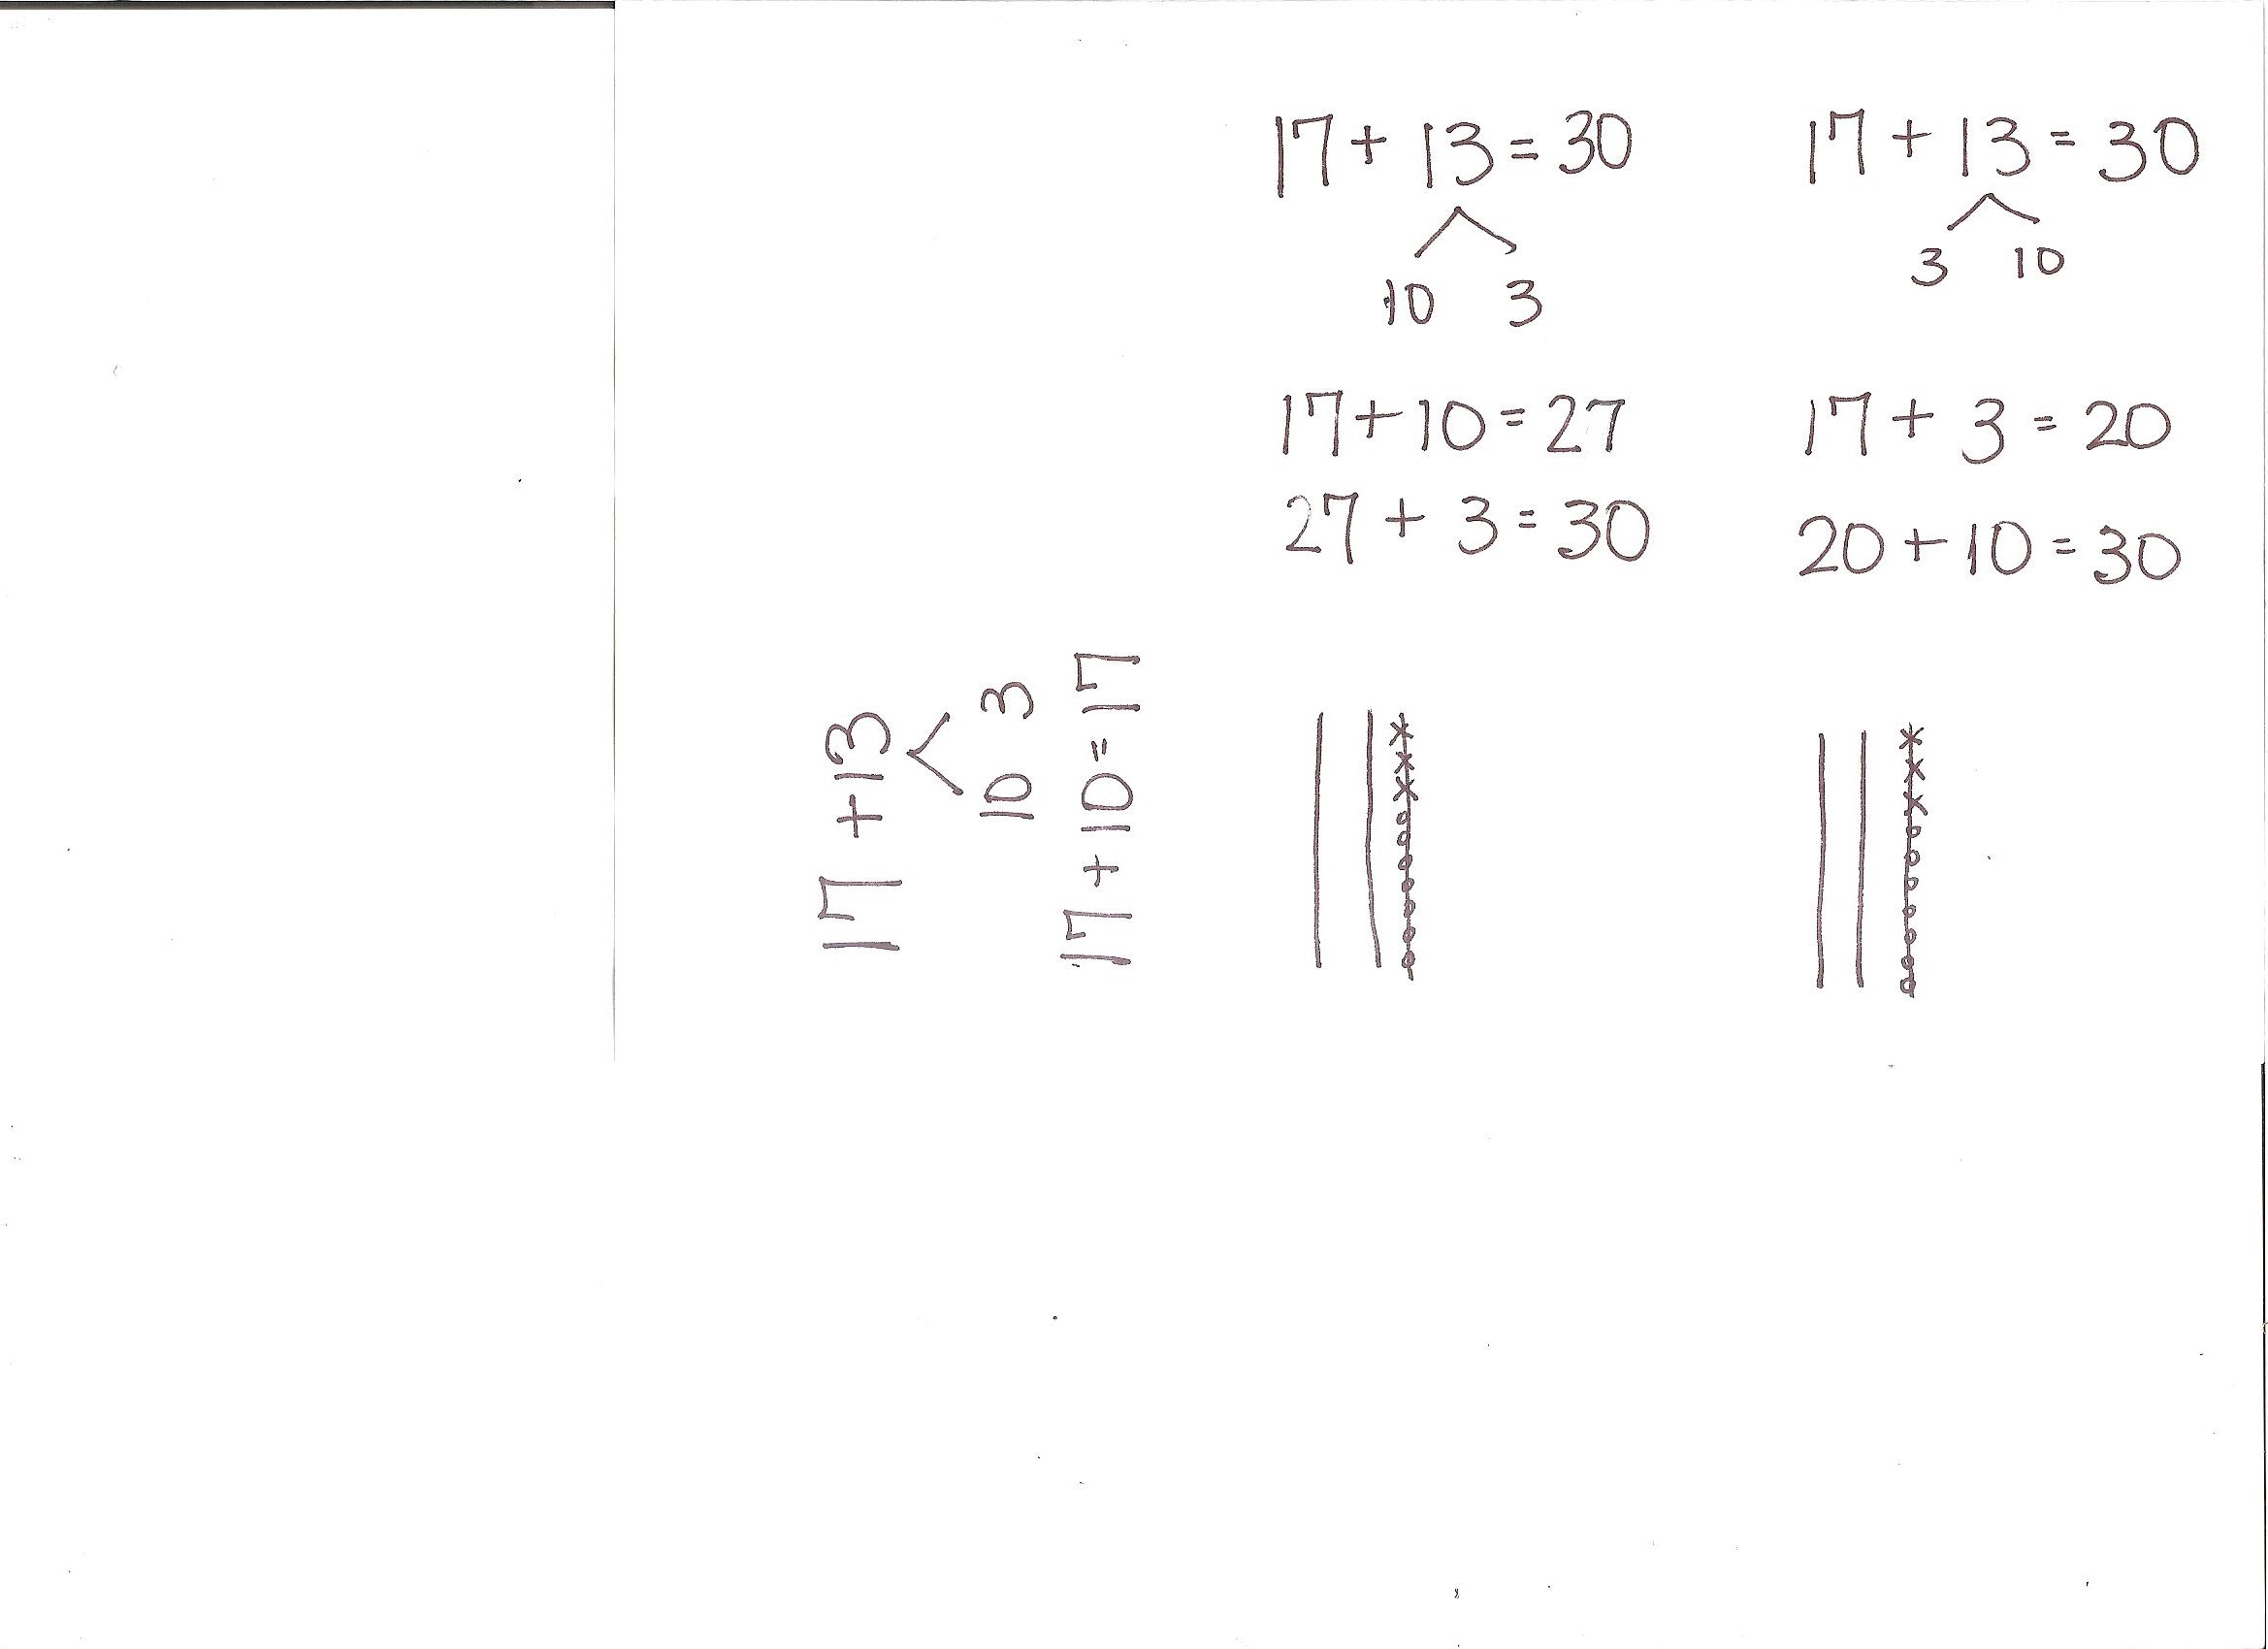 17 + 13 = 30
10 3
17 + 10 = 27
27 + 3 = 30
17 + 13 = 30
3 10
17 + 3 = 20
20 + 10 = 30
17 + 13
10 3
17 + 10 = 17